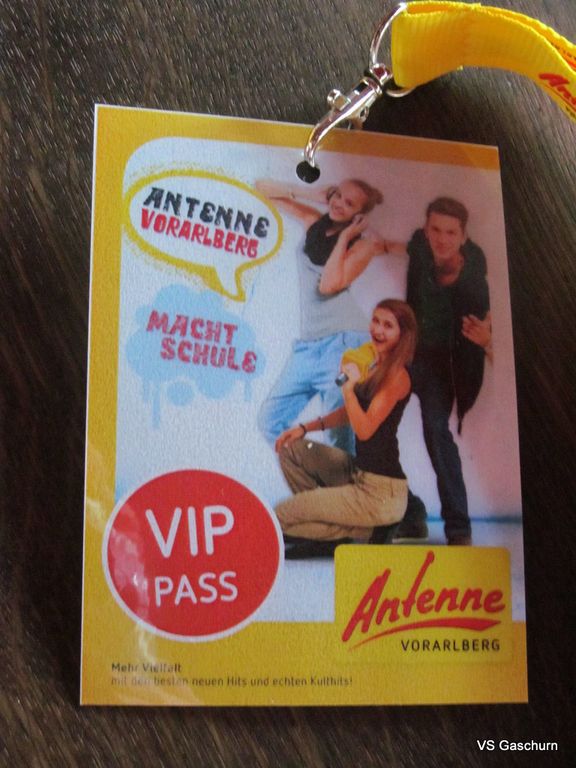 ANTENNE
VORARLBERG
MACHT
SCHULE
VIP
PASS
Antenne
VORARLBERG
Mehr Vielfalt
mit den besten neuen Hits und echten Kulthits!
VS Gaschurn